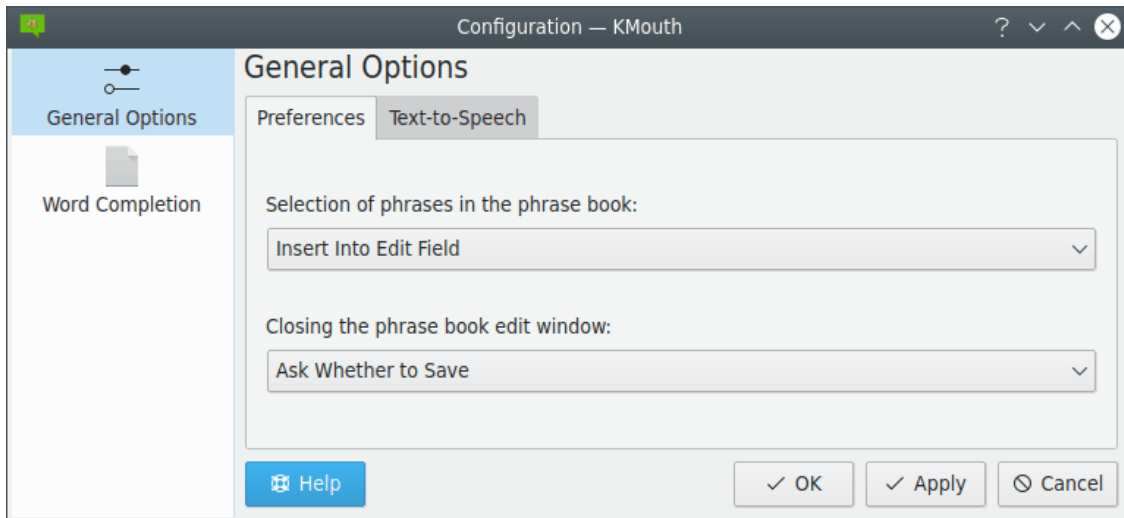 Configuration — KMouth
General Options
Word Completion
General Options
Preferences
Text-to-Speech
Selection of phrases in the phrase book:
Insert Into Edit Field
Closing the phrase book edit window:
Ask Whether to Save
Help
OK
Apply
Cancel